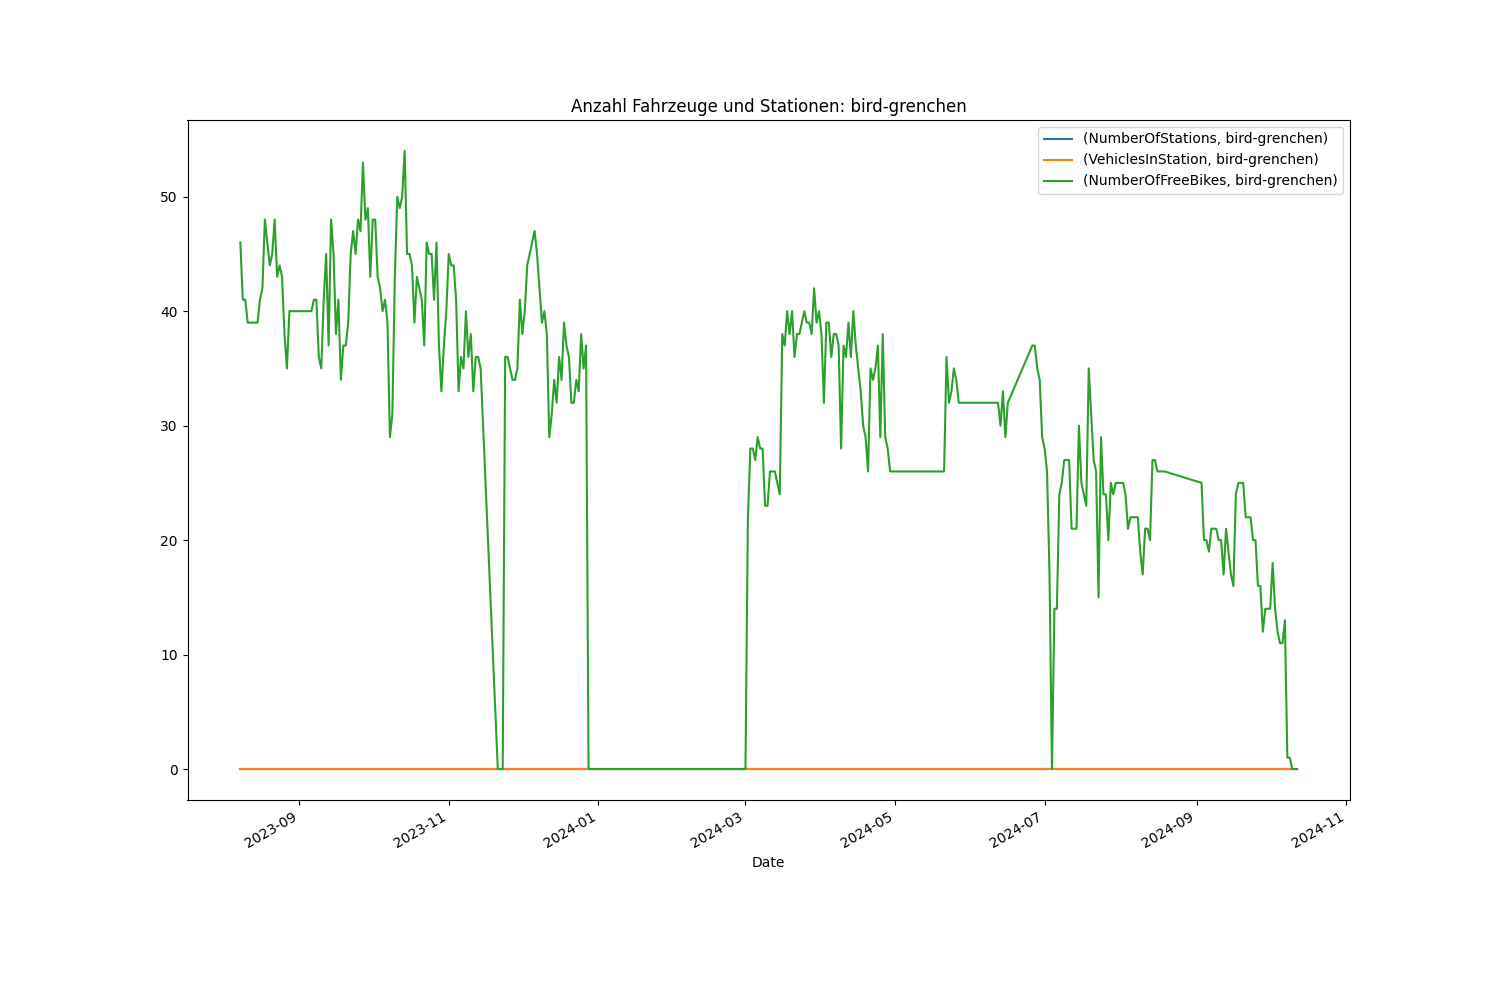 Anzahl Fahrzeuge und Stationen: bird-grenchen
(NumberOfStations, bird-grenchen)
(VehiclesInStation, bird-grenchen)
(NumberOfFreeBikes, bird-grenchen)
50
40
30
20
10
0
2023-09
2023-11
2024-01
2024-03
2024-05
2024-07
2024-09
2024-11
Date